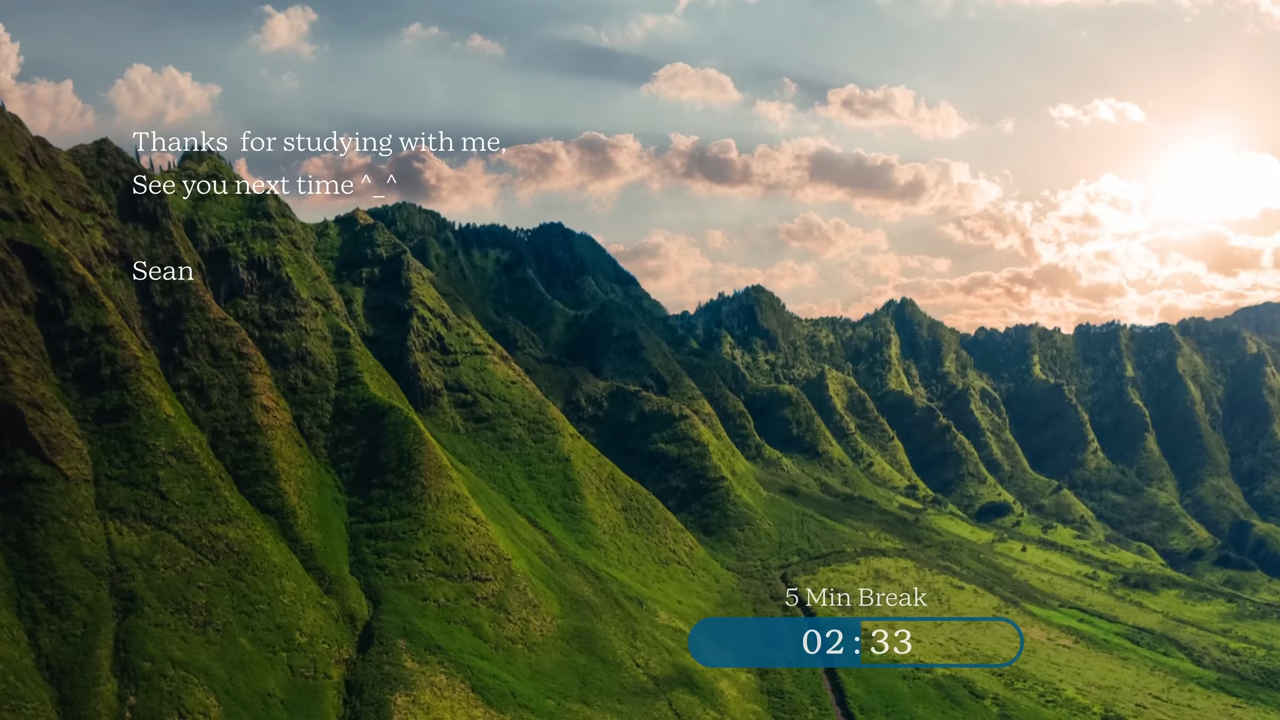 Thanks  for studying with me,
See you next time ^_^
Sean
5 Min Break
02 : 33